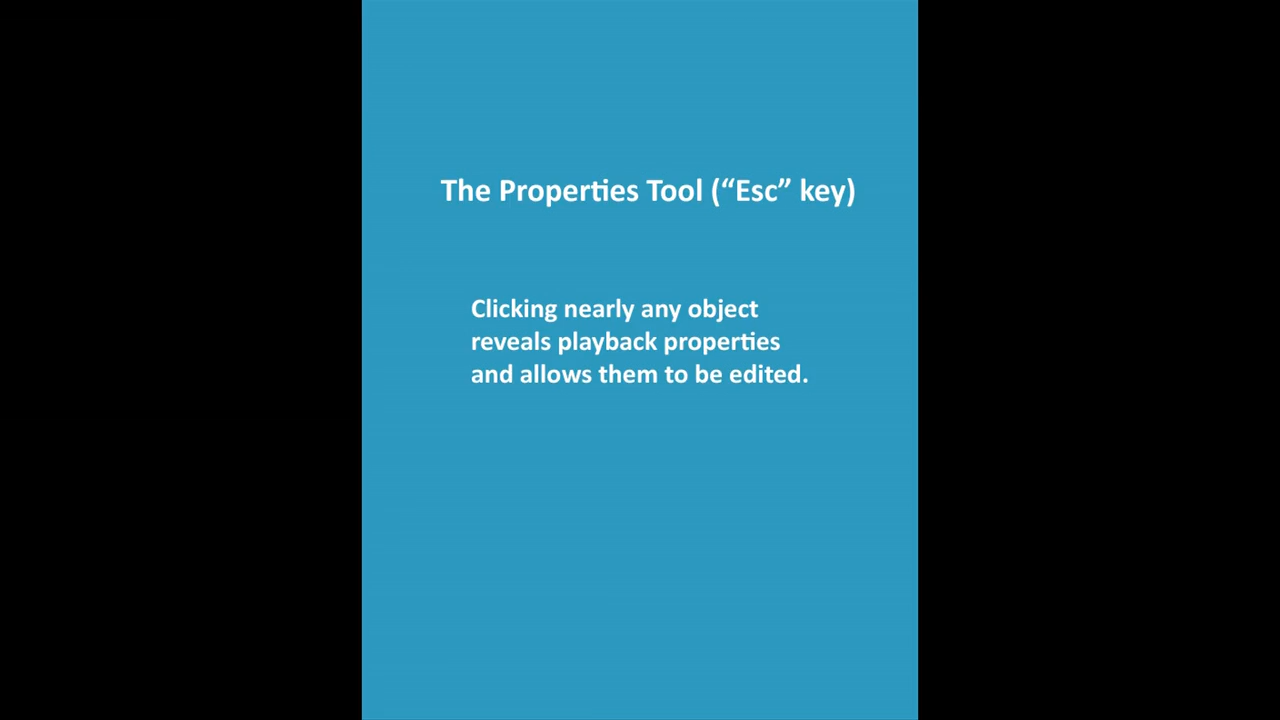 The Properties Tool (“Esc” key)
Clicking nearly any object
reveals playback properties
and allows them to be edited.